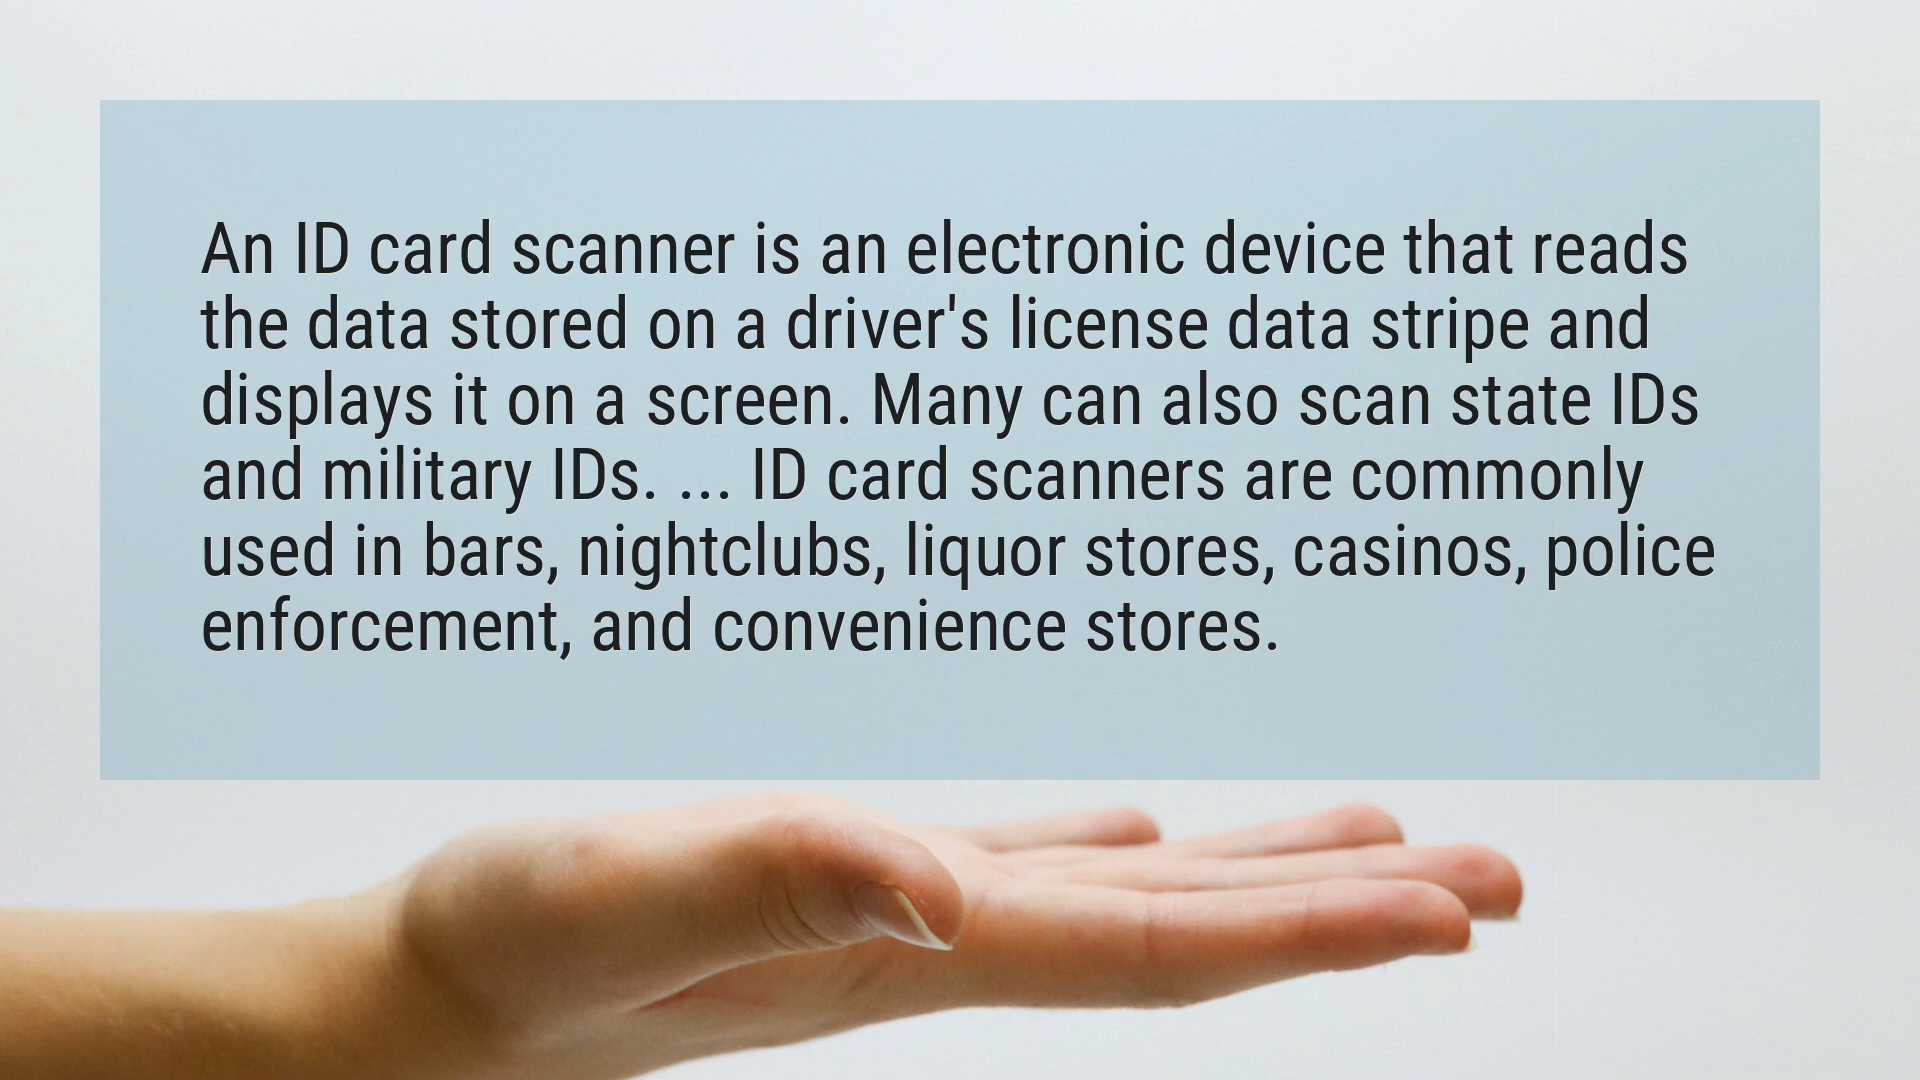 An ID card scanner is an electronic device that reads
the data stored on a driver's license data stripe and
displays it on a screen. Many can also scan state IDs
and military IDs. ... ID card scanners are commonly
used in bars, nightclubs, liquor stores, casinos, police
enforcement, and convenience stores.